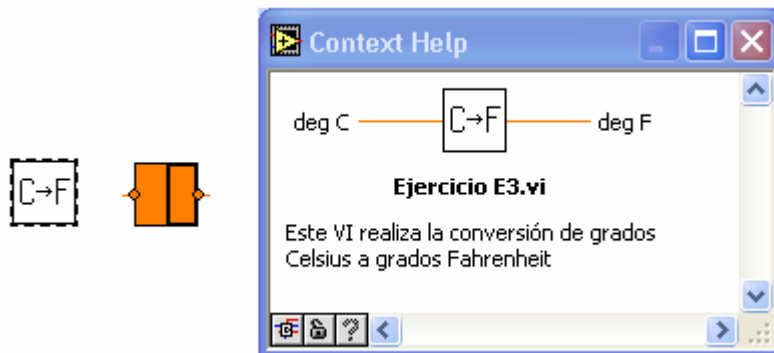 Context Help
deg C
C→F
deg F
C→F
Ejercicio E3.vi
Este VI realiza la conversión de grados
Celsius a grados Fahrenheit
?